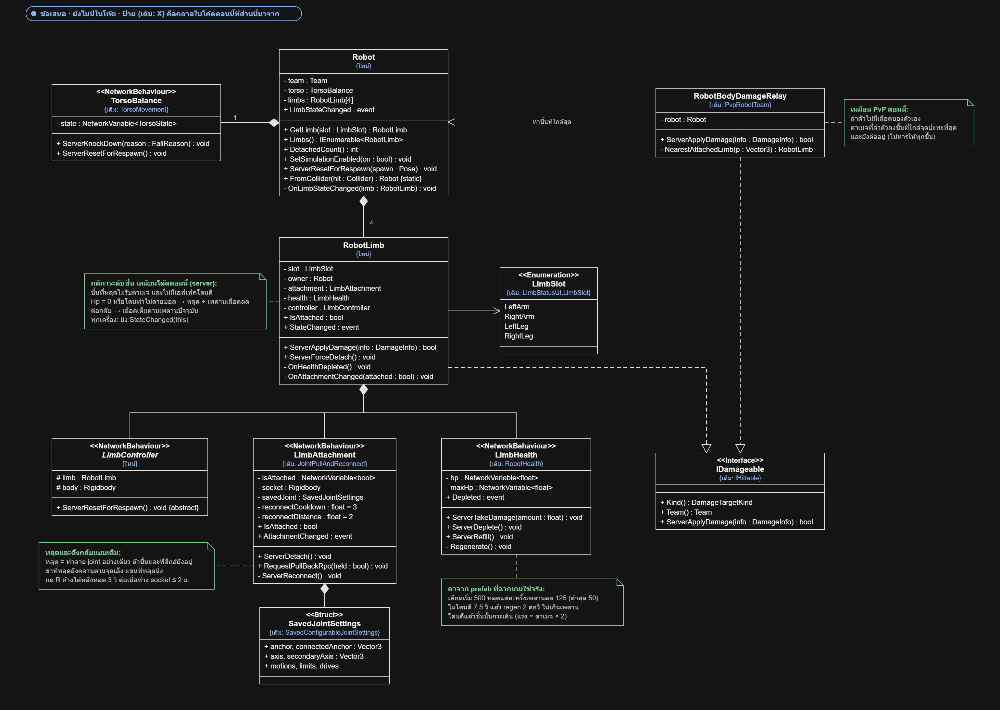 ข้อเสนอ · ยังไม่มีในโค้ด · ป้าย {เดิม: X} คือคลาสในโค้ดตอนนี้ที่ส่วนนี้มาจาก
Robot
{ใหม่}
- team : Team
- torso : TorsoBalance
- limbs : RobotLimb[4]
+ LimbStateChanged : event
+ GetLimb(slot : LimbSlot) : RobotLimb
+ Limbs() : IEnumerable<RobotLimb>
+ DetachedCount() : int
+ SetSimulationEnabled(on : bool) : void
+ ServerResetForRespawn(spawn : Pose) : void
+ FromCollider(hit : Collider) : Robot {static}
- OnLimbStateChanged(limb : RobotLimb) : void
<<NetworkBehaviour>>
TorsoBalance
{เดิม: TorsoMovement}
- state : NetworkVariable<TorsoState>
+ ServerKnockDown(reason : FallReason) : void
+ ServerResetForRespawn() : void
1
หาชิ้นที่ใกล้สุด
RobotBodyDamageRelay
{เดิม: PvpRobotTeam}
- robot : Robot
+ ServerApplyDamage(info : DamageInfo) : bool
- NearestAttachedLimb(p : Vector3) : RobotLimb
เหมือน PvP ตอนนี้:
ลำตัวไม่มีเลือดของตัวเอง
ดาเมจที่ลำตัวลงชิ้นที่ใกล้จุดปะทะที่สุด
และยังต่ออยู่ (ไม่หารให้ทุกชิ้น)
4
RobotLimb
{ใหม่}
- slot : LimbSlot
- owner : Robot
- attachment : LimbAttachment
- health : LimbHealth
- controller : LimbController
+ IsAttached : bool
+ StateChanged : event
+ ServerApplyDamage(info : DamageInfo) : bool
+ ServerForceDetach() : void
- OnHealthDepleted() : void
- OnAttachmentChanged(attached : bool) : void
กติการะดับชิ้น เหมือนโค้ดตอนนี้ (server):
ชิ้นที่หลุดไม่รับดาเมจ และไม่มีเอฟเฟคโดนตี
Hp = 0 หรือโดนท่าไม้ตายบอส → หลุด + เพดานเลือดลด
ต่อกลับ → เลือดเต็มตามเพดานปัจจุบัน
ทุกเครื่อง: ยิง StateChanged(this)
<<Enumeration>>
LimbSlot
{เดิม: LimbStatusUI.LimbSlot}
LeftArm
RightArm
LeftLeg
RightLeg
<<NetworkBehaviour>>
LimbController
{ใหม่}
# limb : RobotLimb
# body : Rigidbody
+ ServerResetForRespawn() : void {abstract}
<<NetworkBehaviour>>
LimbAttachment
{เดิม: JointPullAndReconnect}
- isAttached : NetworkVariable<bool>
- socket : Rigidbody
- savedJoint : SavedJointSettings
- reconnectCooldown : float = 3
- reconnectDistance : float = 2
+ IsAttached : bool
+ AttachmentChanged : event
+ ServerDetach() : void
+ RequestPullBackRpc(held : bool) : void
- ServerReconnect() : void
<<NetworkBehaviour>>
LimbHealth
{เดิม: RobotHealth}
- hp : NetworkVariable<float>
- maxHp : NetworkVariable<float>
+ Depleted : event
+ ServerTakeDamage(amount : float) : void
+ ServerDeplete() : void
+ ServerRefill() : void
- Regenerate() : void
<<Interface>>
IDamageable
{เดิม: IHittable}
+ Kind() : DamageTargetKind
+ Team() : Team
+ ServerApplyDamage(info : DamageInfo) : bool
หลุดและดึงกลับแบบเดิม:
หลุด = ทำลาย joint อย่างเดียว ตัวชิ้นและฟิสิกส์ยังอยู่
ขาที่หลุดยังคลานตามจุดเล็ง แขนที่หลุดนิ่ง
กด R ค้างได้หลังหลุด 3 วิ ต่อเมื่อห่าง socket ≤ 2 ม.
ค่าจาก prefab ที่ฉากเกมใช้จริง:
เลือดเริ่ม 500 หลุดแต่ละครั้งเพดานลด 125 (ต่ำสุด 50)
ไม่โดนตี 7.5 วิ แล้ว regen 2 ต่อวิ ไม่เกินเพดาน
โดนตีแล้วชิ้นนั้นกระเด็น (แรง = ดาเมจ × 2)
<<Struct>>
SavedJointSettings
{เดิม: SavedConfigurableJointSettings}
+ anchor, connectedAnchor : Vector3
+ axis, secondaryAxis : Vector3
+ motions, limits, drives